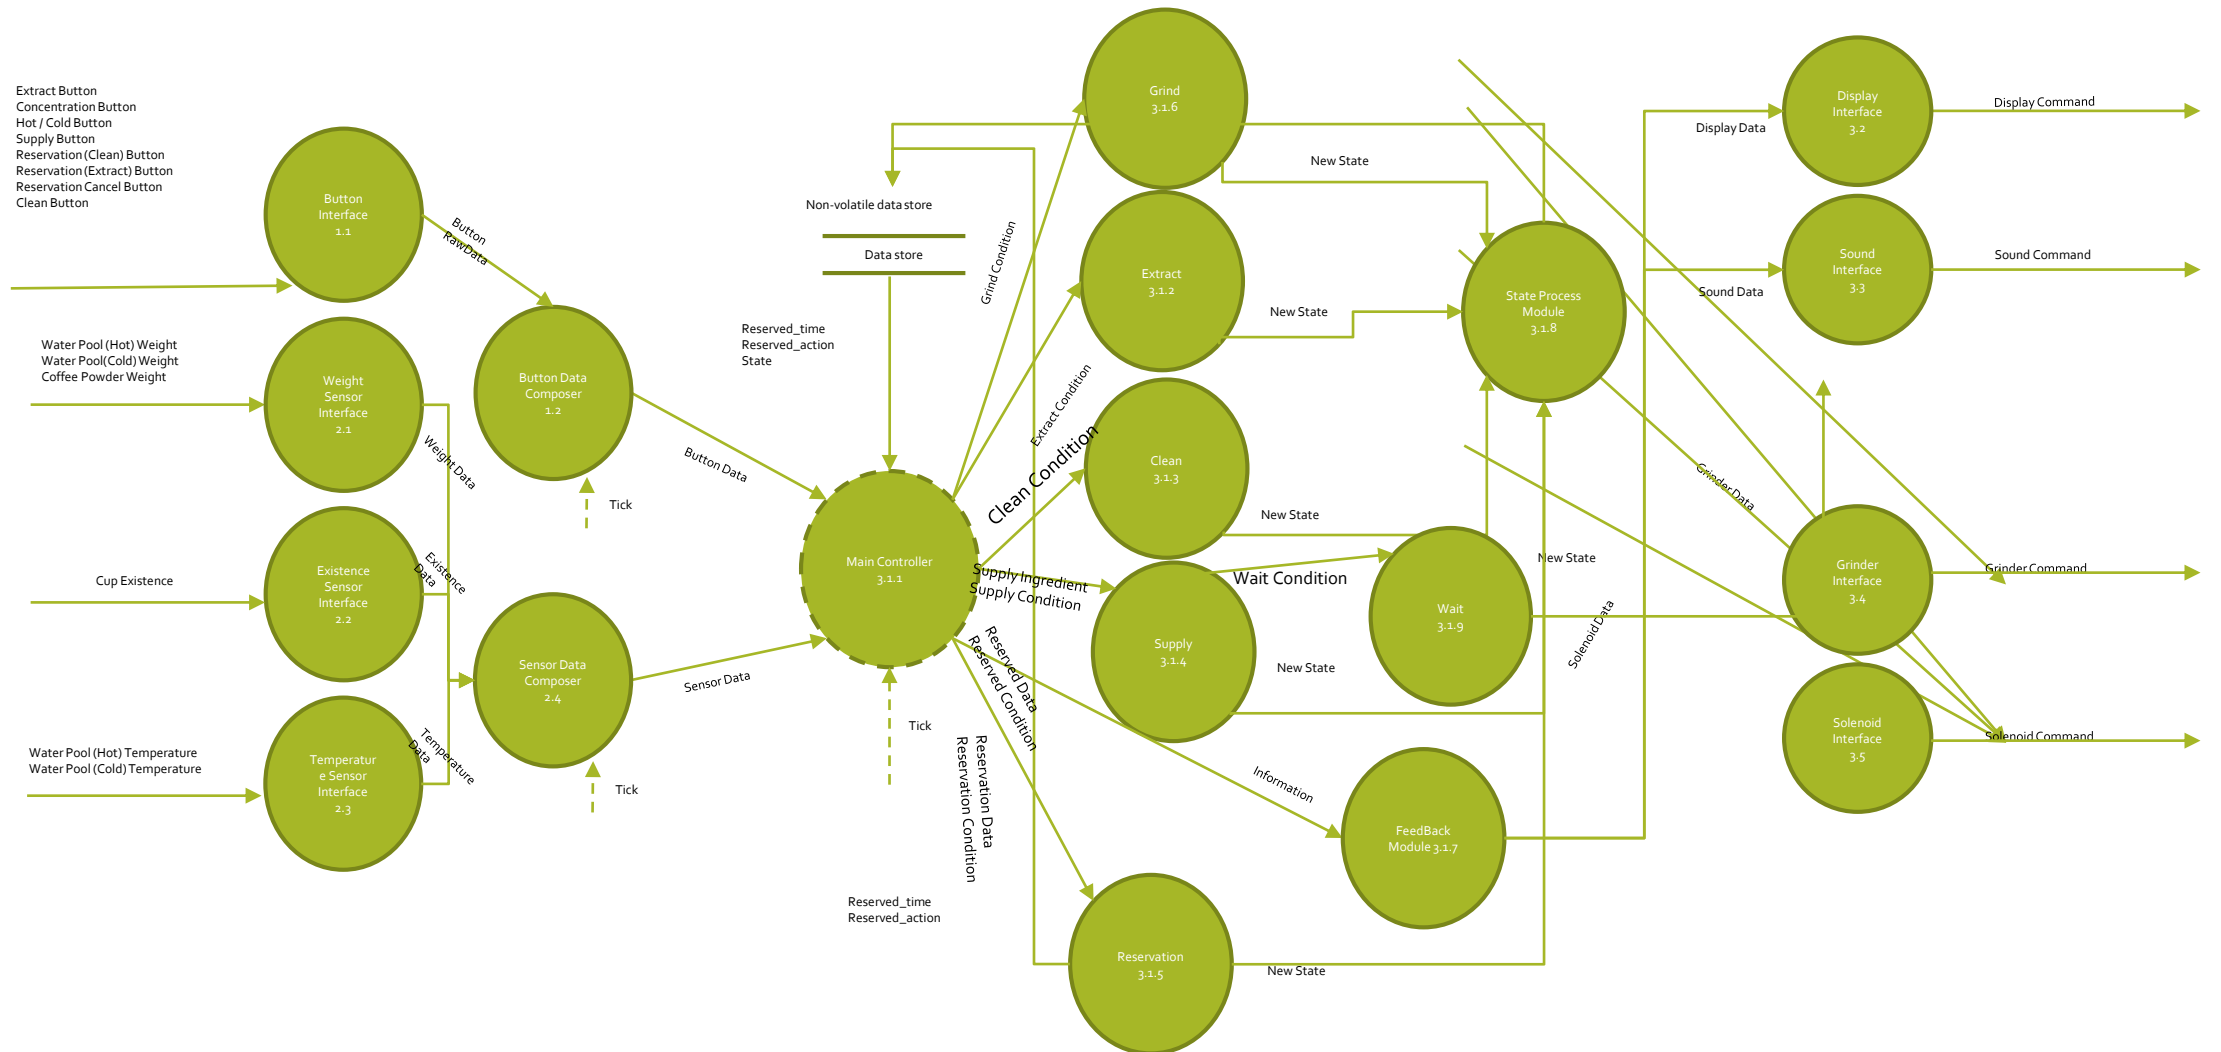 Extract Button
Concentration Button
Hot / Cold Button
Supply Button
Reservation (Clean) Button
Reservation (Extract) Button
Reservation Cancel Button
Clean Button
Button
Interface
1.1
Button
RawData
Water Pool (Hot) Weight
Water Pool(Cold) Weight
Coffee Powder Weight
Weight
Sensor
Interface
2.1
Weight Data
Button Data
Composer
1.2
Tick
Button Data
Cup Existence
Existence
Sensor
Interface
2.2
Existence
Data
Water Pool (Hot) Temperature
Water Pool (Cold) Temperature
Temperatur
e Sensor
Interface
2.3
Temperature
Data
Sensor Data
Composer
2.4
Tick
Sensor Data
Non-volatile data store
Data store
Reserved_time
Reserved_action
State
Main Controller
3.1.1
Tick
Grind Condition
Extract Condition
Clean Condition
Supply Ingredient
Supply Condition
Reserved Data
Reserved Condition
Reservation Data
Reservation Condition
Reserved_time
Reserved_action
Grind
3.1.6
New State
Extract
3.1.2
New State
Clean
3.1.3
New State
Supply
3.1.4
Wait Condition
New State
Wait
3.1.9
New State
Information
FeedBack
Module 3.1.7
Reservation
3.1.5
New State
State Process
Module
3.1.8
Display Data
Sound Data
Grinder Data
Solenoid Data
Display
Interface
3.2
Display Command
Sound
Interface
3.3
Sound Command
Grinder
Interface
3.4
Grinder Command
Solenoid
Interface
3.5
Solenoid Command